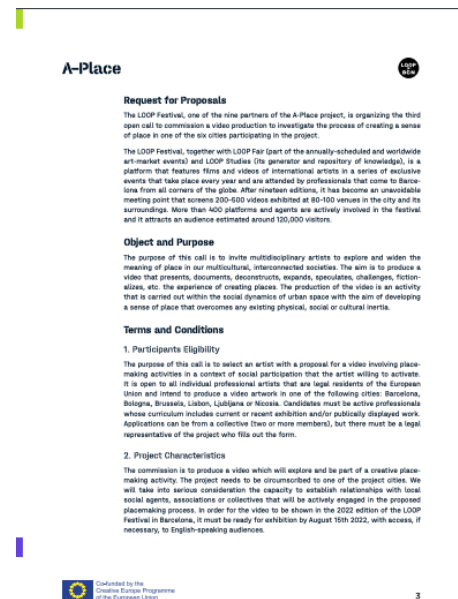 A-Place
LOOP
BCN
Request for Proposals
The LOOP Festival, one of the nine partners of the A-Place project, is organizing the third
open call to commission a video production to investigate the process of creating a sense
of place in one of the six cities participating in the project.
The LOOP Festival, together with LOOP Fair (part of the annually-scheduled and worldwide
art-market events) and LOOP Studies (its generator and repository of knowledge), is a
platform that features films and videos of international artists in a series of exclusive
events that take place every year and are attended by professionals that come to Barce-
lona from all corners of the globe. After nineteen editions, it has become an unavoidable
meeting point that screens 200-500 videos exhibited at 80-100 venues in the city and its
surroundings. More than 400 platforms and agents are actively involved in the festival
and it attracts an audience estimated around 120,000 visitors.
Object and Purpose
The purpose of this call is to invite multidisciplinary artists to explore and widen the
meaning of place in our multicultural, interconnected societies. The aim is to produce a
video that presents, documents, deconstructs, expands, speculates, challenges, fiction-
alizes, etc. the experience of creating places. The production of the video is an activity
that is carried out within the social dynamics of urban space with the aim of developing
a sense of place that overcomes any existing physical, social or cultural inertia.
Terms and Conditions
1. Participants Eligibility
The purpose of this call is to select an artist with a proposal for a video involving place-
making activities in a context of social participation that the artist willing to activate.
It is open to all individual professional artists that are legal residents of the European
Union and intend to produce a video artwork in one of the following cities: Barcelona,
Bologna, Brussels, Lisbon, Ljubljana or Nicosia. Candidates must be active professionals
whose curriculum includes current or recent exhibition and/or publically displayed work.
Applications can be from a collective (two or more members), but there must be a legal
representative of the project who fills out the form.
2. Project Characteristics
The commission is to produce a video which will explore and be part of a creative place-
making activity. The project needs to be circumscribed to one of the project cities. We
will take into serious consideration the capacity to establish relationships with local
social agents, associations or collectives that will be actively engaged in the proposed
placemaking process. In order for the video to be shown in the 2022 edition of the LOOP
Festival in Barcelona, it must be ready for exhibition by August 15th 2022, with access, if
necessary, to English-speaking audiences.
Co-funded by the
Creative Europe Programme
of the European Union
3